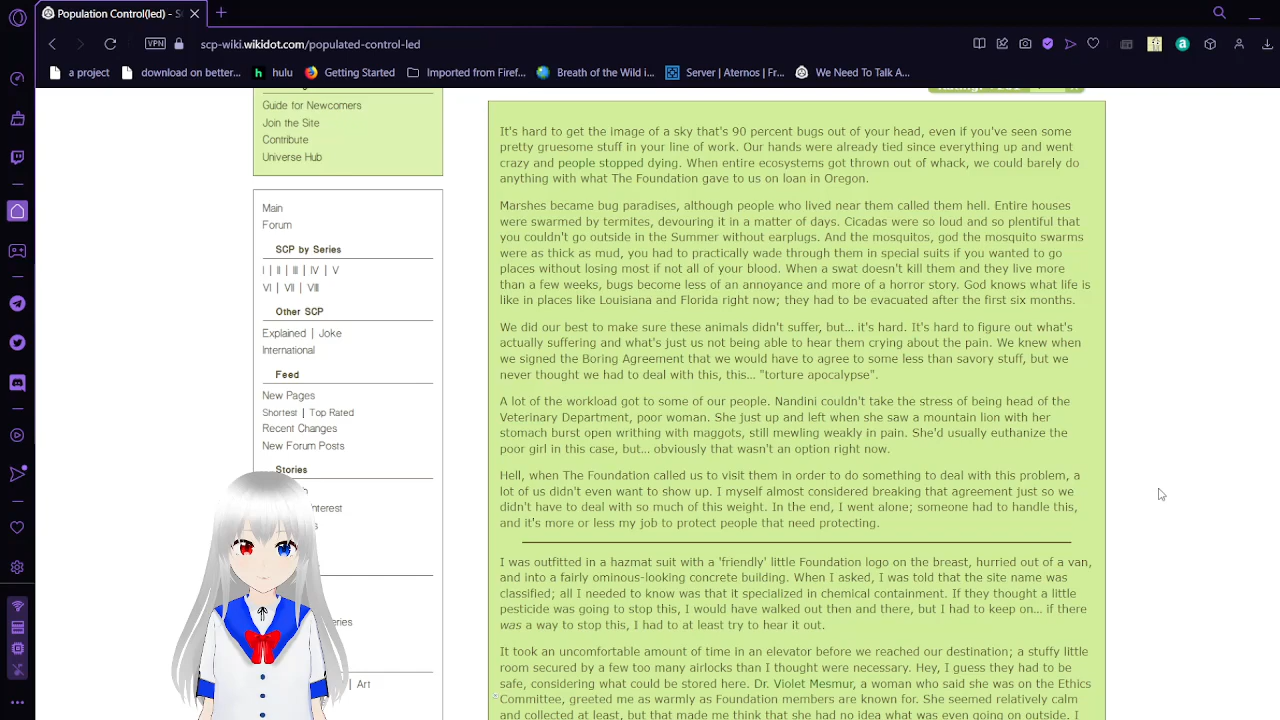 Population Control(led) - S
scp-wiki.wikidot.com/populated-control-led
VPN
a project
download on better...
hulu
Getting Started
Imported from Firef...
Breath of the Wild i...
Server | Aternos | Fr...
We Need To Talk A...
Guide for Newcomers
Join the Site
Contribute
Universe Hub
Main
Forum
SCP by Series
I | II | III | IV | V
VI | VII | VIII
Other SCP
Explained | Joke
International
Feed
New Pages
Shortest | Top Rated
Recent Changes
New Forum Posts
Stories
| Art
It's hard to get the image of a sky that's 90 percent bugs out of your head, even if you've seen some
pretty gruesome stuff in your line of work. Our hands were already tied since everything up and went
crazy and people stopped dying. When entire ecosystems got thrown out of whack, we could barely do
anything with what The Foundation gave to us on loan in Oregon.
Marshes became bug paradises, although people who lived near them called them hell. Entire houses
were swarmed by termites, devouring it in a matter of days. Cicadas were so loud and so plentiful that
you couldn't go outside in the Summer without earplugs. And the mosquitos, god the mosquito swarms
were as thick as mud, you had to practically wade through them in special suits if you wanted to go
places without losing most if not all of your blood. When a swat doesn't kill them and they live more
than a few weeks, bugs become less of an annoyance and more of a horror story. God knows what life is
like in places like Louisiana and Florida right now; they had to be evacuated after the first six months.
We did our best to make sure these animals didn't suffer, but... it's hard. It's hard to figure out what's
actually suffering and what's just us not being able to hear them crying about the pain. We knew when
we signed the Boring Agreement that we would have to agree to some less than savory stuff, but we
never thought we had to deal with this, this... "torture apocalypse".
A lot of the workload got to some of our people. Nandini couldn't take the stress of being head of the
Veterinary Department, poor woman. She just up and left when she saw a mountain lion with her
stomach burst open writhing with maggots, still mewling weakly in pain. She'd usually euthanize the
poor girl in this case, but... obviously that wasn't an option right now.
Hell, when The Foundation called us to visit them in order to do something to deal with this problem, a
lot of us didn't even want to show up. I myself almost considered breaking that agreement just so we
didn't have to deal with so much of this weight. In the end, I went alone; someone had to handle this,
and it's more or less my job to protect people that need protecting.
I was outfitted in a hazmat suit with a 'friendly' little Foundation logo on the breast, hurried out of a van,
and into a fairly ominous-looking concrete building. When I asked, I was told that the site name was
classified; all I needed to know was that it specialized in chemical containment. If they thought a little
pesticide was going to stop this, I would have walked out then and there, but I had to keep on... if there
was a way to stop this, I had to at least try to hear it out.
It took an uncomfortable amount of time in an elevator before we reached our destination; a stuffy little
room secured by a few too many airlocks than I thought were necessary. Hey, I guess they had to be
safe, considering what could be stored here. Dr. Violet Mesmur, a woman who said she was on the Ethics
Committee, greeted me as warmly as Foundation members are known for. She seemed relatively calm
and collected at least, but that made me think that she had no idea what was even going on outside. I